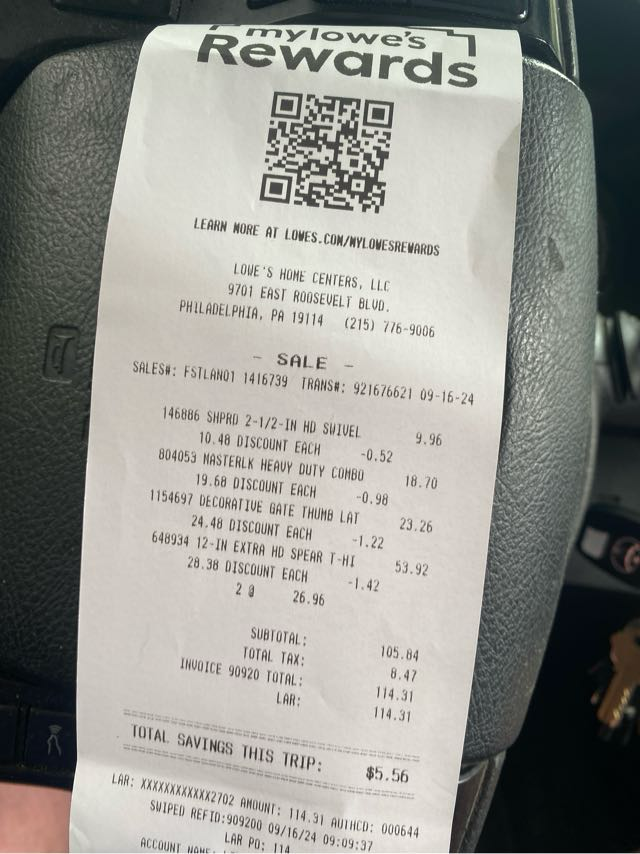 mylowe's
Rewards
LEARN MORE AT LOWES.COM/MYLOWESREWARDS
LOWE'S HOME CENTERS, LLC
9701 EAST ROOSEVELT BLVD.
PHILADELPHIA, PA 19114 (215) 776-9006
- SALE -
SALES#: FSTLAN01 1416739 TRANS#: 921676621 09-16-24
146886 SHPRD 2-1/2-IN HD SWIVEL 9.96
10.48 DISCOUNT EACH -0.52
804053 MASTERLK HEAVY DUTY COMBO 18.70
19.68 DISCOUNT EACH -0.98
1154697 DECORATIVE GATE THUMB LAT 23.26
24.48 DISCOUNT EACH -1.22
648934 12-IN EXTRA HD SPEAR T-HI 53.92
28.38 DISCOUNT EACH -1.42
2 @ 26.96
SUBTOTAL: 105.84
TOTAL TAX: 8.47
INVOICE 90920 TOTAL: 114.31
LAR: 114.31
TOTAL SAVINGS THIS TRIP: $5.56
LAR: XXXXXXXXXXXX2702 AMOUNT: 114.31 AUTHCD: 000644
SWIPED REFID:909200 09/16/24 09:09:37
LAR PO: 114
ACCOUNT NAME: